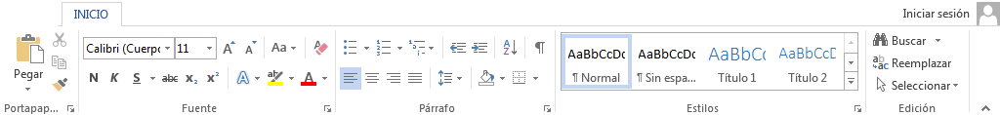 INICIO
Iniciar sesión
Calibri (Cuerpo 11 A A Aa A
N K S abc x₂ x² A ab A
Pegar
AaBbCcDc AaBbCcDc AaBbC AaBbCcD
¶ Normal ¶ Sin espa... Título 1 Título 2
Buscar
Reemplazar
Seleccionar
Portapap... Fuente Párrafo Estilos Edición